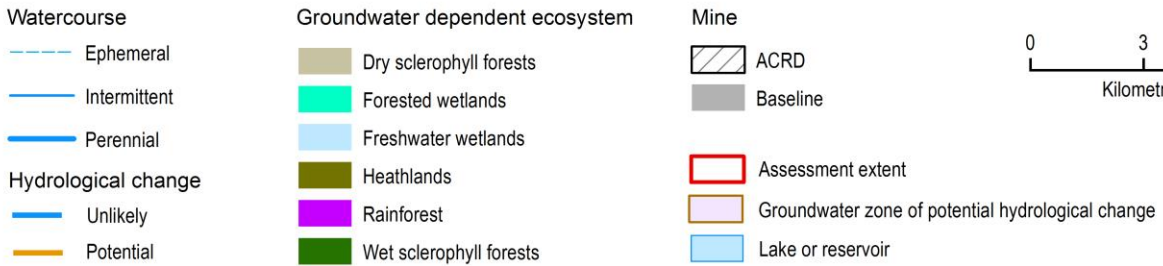 Watercourse
Ephemeral
Intermittent
Perennial
Hydrological change
Unlikely
Potential
Groundwater dependent ecosystem
Dry sclerophyll forests
Forested wetlands
Freshwater wetlands
Heathlands
Rainforest
Wet sclerophyll forests
Mine
ACRD
Baseline
Assessment extent
Groundwater zone of potential hydrological change
Lake or reservoir
0 3
Kilomet